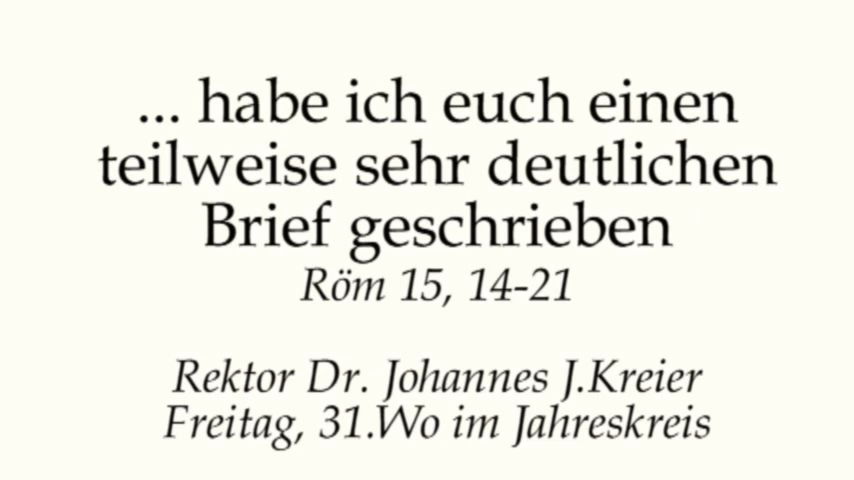 ... habe ich euch einen
teilweise sehr deutlichen
Brief geschrieben
Röm 15, 14-21
Rektor Dr. Johannes J.Kreier
Freitag, 31.Wo im Jahreskreis